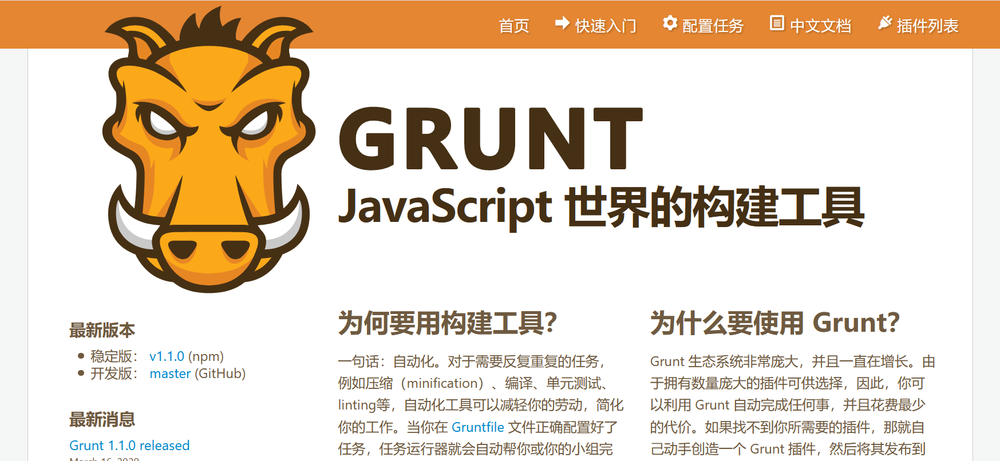 首页 快速入门 配置任务 中文文档 插件列表
GRUNT
JavaScript 世界的构建工具
最新版本
稳定版： v1.1.0 (npm)
开发版： master (GitHub)
最新消息
Grunt 1.1.0 released
March 16, 2020
为何要用构建工具？
一句话：自动化。对于需要反复重复的任务，
例如压缩（minification）、编译、单元测试、
linting等，自动化工具可以减轻你的劳动，简化
你的工作。当你在 Gruntfile 文件正确配置好了
任务，任务运行器就会自动帮你或你的小组完
为什么要使用 Grunt？
Grunt 生态系统非常庞大，并且一直在增长。由
于拥有数量庞大的插件可供选择，因此，你可
以利用 Grunt 自动完成任何事，并且花费最少
的代价。如果找不到你所需要的插件，那就自
己动手创造一个 Grunt 插件，然后将其发布到